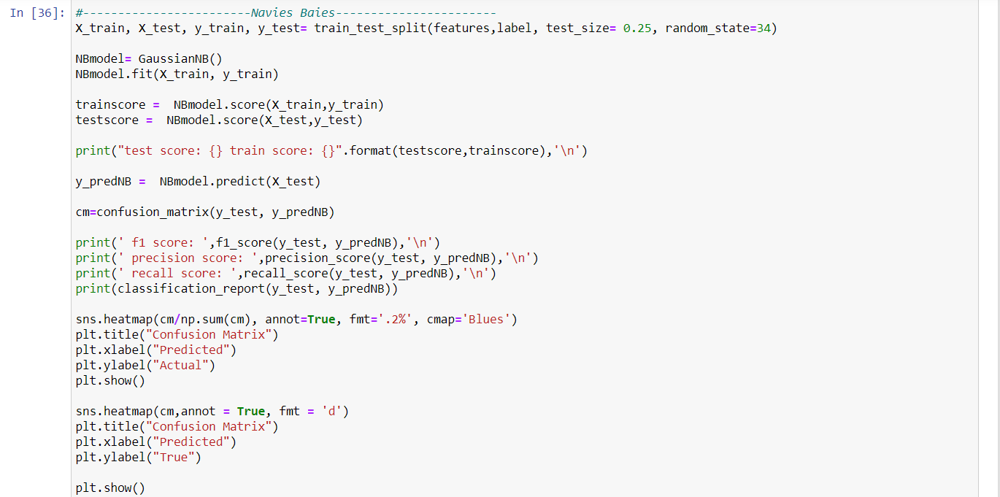 In [36]: #------------------------Navies Baies-----------------------
X_train, X_test, y_train, y_test= train_test_split(features,label, test_size= 0.25, random_state=34)
NBmodel= GaussianNB()
NBmodel.fit(X_train, y_train)
trainscore =  NBmodel.score(X_train,y_train)
testscore =  NBmodel.score(X_test,y_test)
print("test score: {} train score: {}".format(testscore,trainscore),'\n')
y_predNB =  NBmodel.predict(X_test)
cm=confusion_matrix(y_test, y_predNB)
print(' f1 score: ',f1_score(y_test, y_predNB),'\n')
print(' precision score: ',precision_score(y_test, y_predNB),'\n')
print(' recall score: ',recall_score(y_test, y_predNB),'\n')
print(classification_report(y_test, y_predNB))
sns.heatmap(cm/np.sum(cm), annot=True, fmt='.2%', cmap='Blues')
plt.title("Confusion Matrix")
plt.xlabel("Predicted")
plt.ylabel("Actual")
plt.show()
sns.heatmap(cm,annot = True, fmt = 'd')
plt.title("Confusion Matrix")
plt.xlabel("Predicted")
plt.ylabel("True")
plt.show()